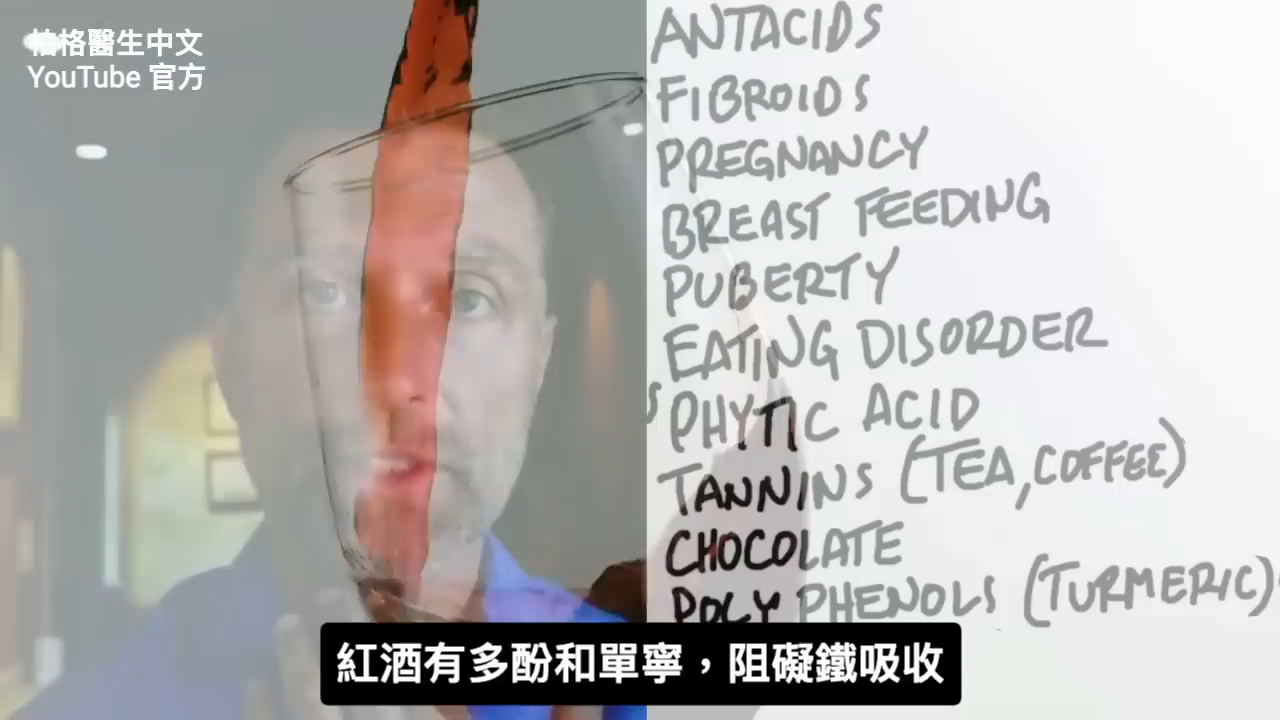 柏格醫生中文
YouTube 官方
ANTACIDS
FIBROIDS
PREGNANCY
BREAST FEEDING
PUBERTY
EATING DISORDER
PHYTIC ACID
TANNINS (TEA, COFFEE)
CHOCOLATE
POLY PHENOLS (TURMERIC)
紅酒有多酚和單寧，阻礙鐵吸收